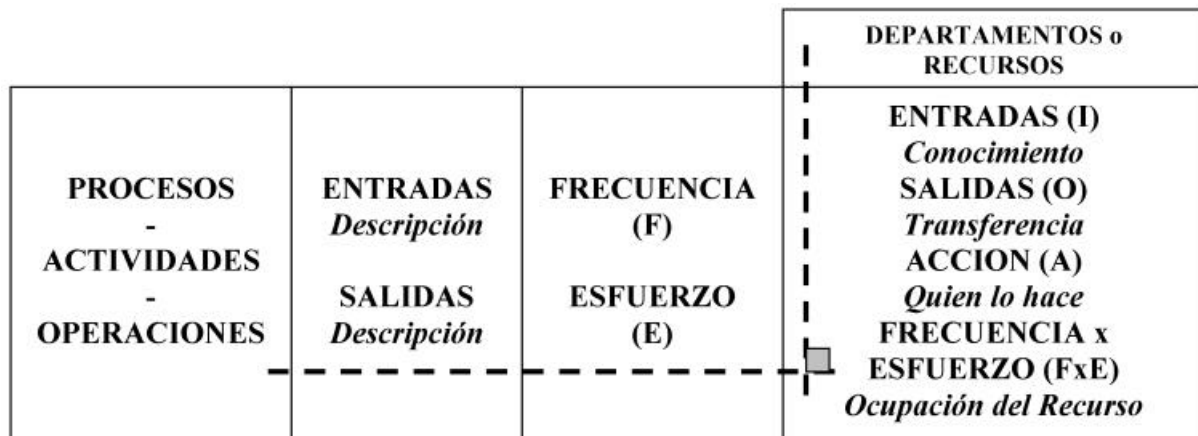 DEPARTAMENTOS o
RECURSOS
PROCESOS
-
ACTIVIDADES
-
OPERACIONES
ENTRADAS
Descripción
SALIDAS
Descripción
FRECUENCIA
(F)
ESFUERZO
(E)
ENTRADAS (I)
Conocimiento
SALIDAS (O)
Transferencia
ACCION (A)
Quien lo hace
FRECUENCIA x
ESFUERZO (FxE)
Ocupación del Recurso